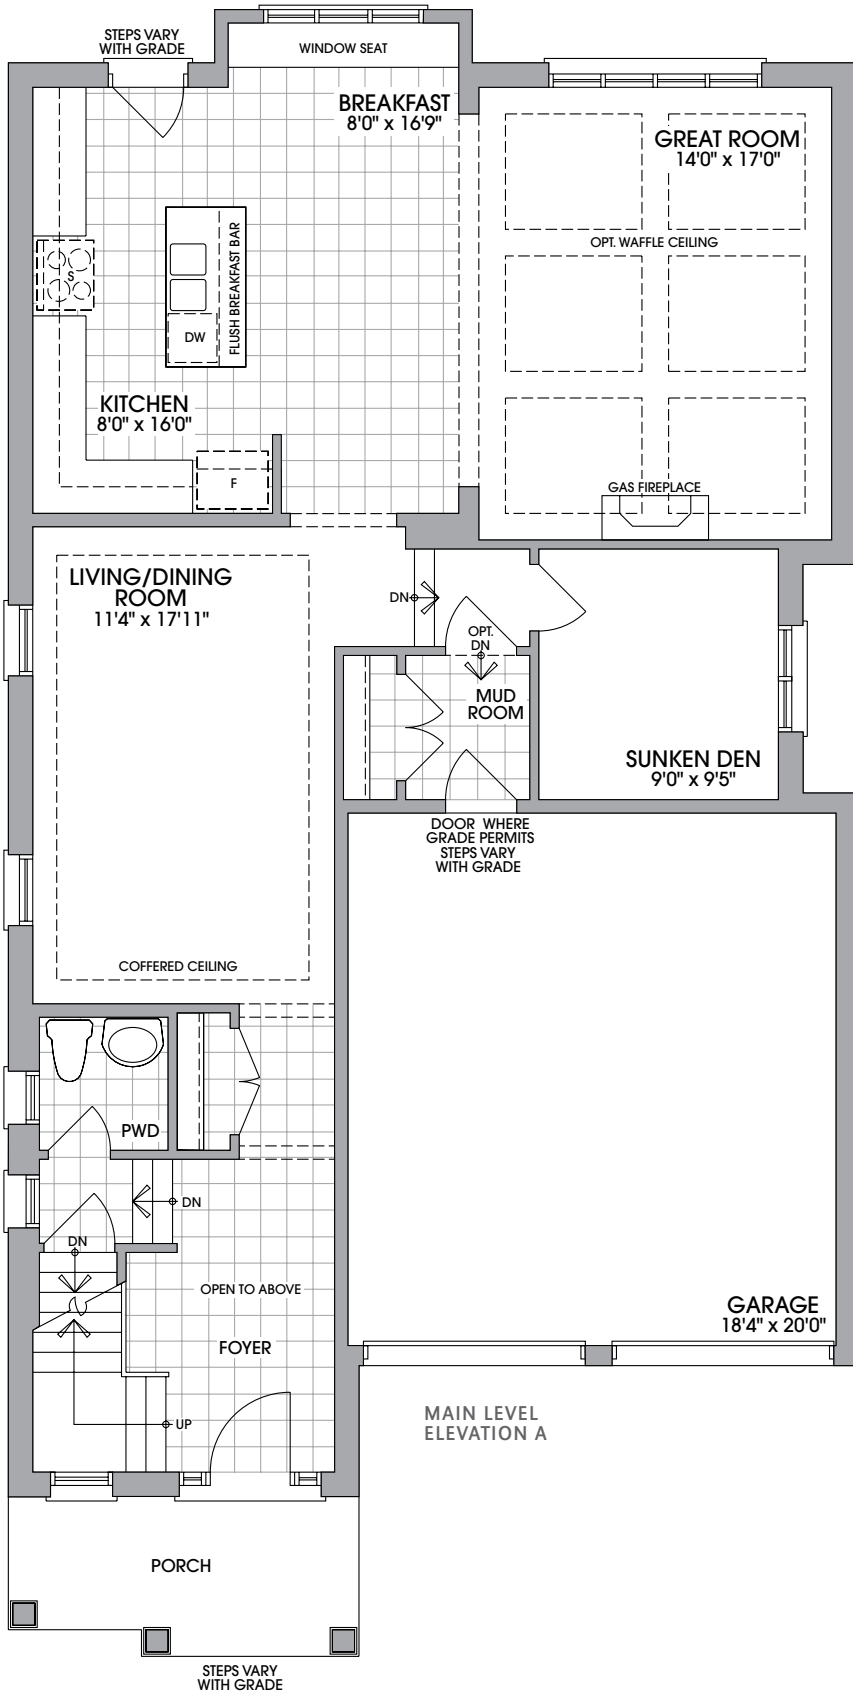 STEPS VARY
WITH GRADE
WINDOW SEAT
BREAKFAST
8'0" x 16'9"
GREAT ROOM
14'0" x 17'0"
OPT. WAFFLE CEILING
S
FLUSH BREAKFAST BAR
DW
KITCHEN
8'0" x 16'0"
F
GAS FIREPLACE
LIVING/DINING
ROOM
11'4" x 17'11"
DN
OPT.
DN
MUD
ROOM
SUNKEN DEN
9'0" x 9'5"
DOOR WHERE
GRADE PERMITS
STEPS VARY
WITH GRADE
COFFERED CEILING
PWD
DN
DN
OPEN TO ABOVE
FOYER
GARAGE
18'4" x 20'0"
UP
MAIN LEVEL
ELEVATION A
PORCH
STEPS VARY
WITH GRADE